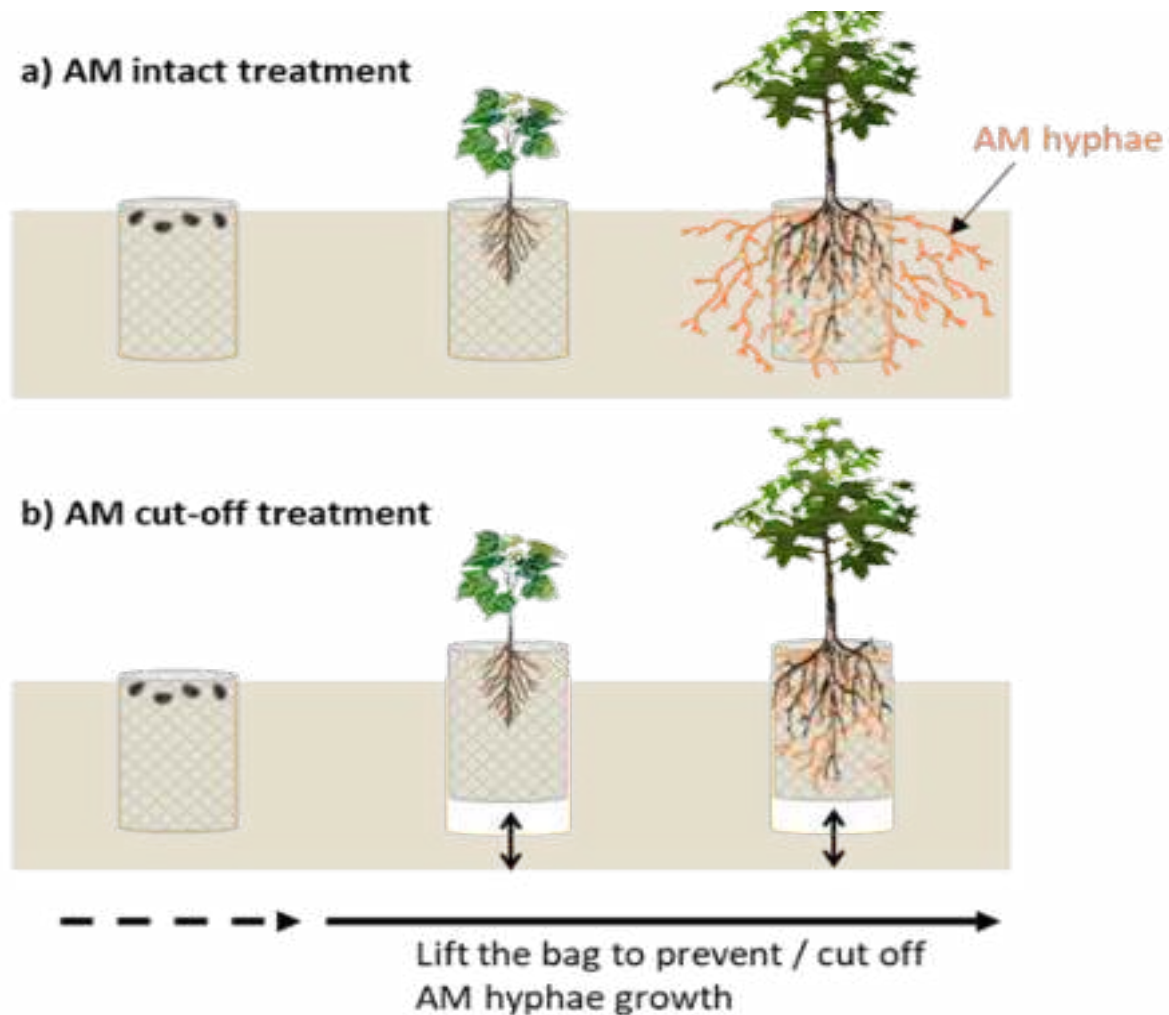 a) AM intact treatment
AM hyphae
b) AM cut-off treatment
Lift the bag to prevent / cut off
AM hyphae growth